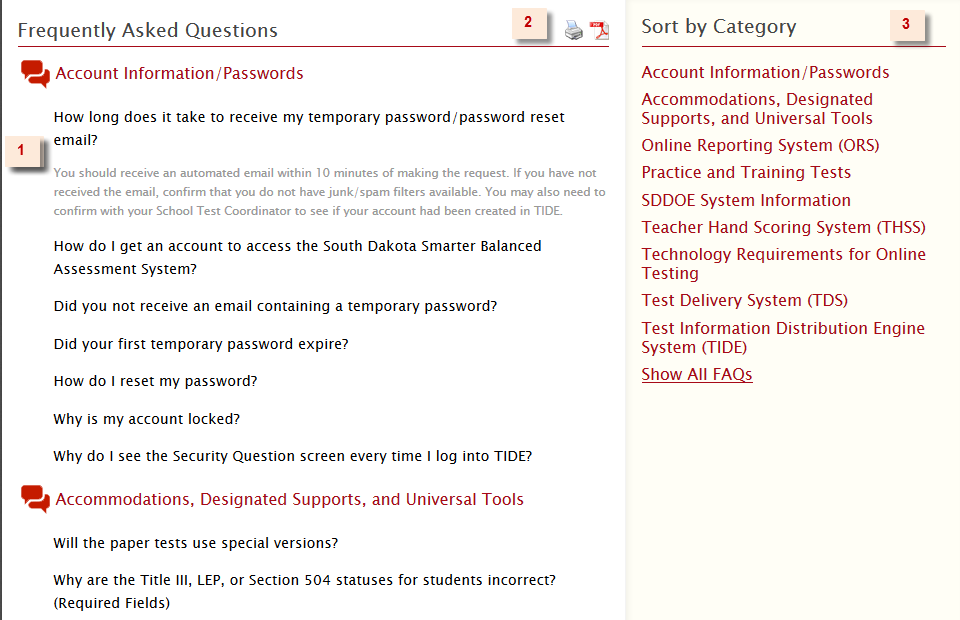 Frequently Asked Questions
2
PDF
Account Information/Passwords
How long does it take to receive my temporary password/password reset
email?
1
You should receive an automated email within 10 minutes of making the request. If you have not
received the email, confirm that you do not have junk/spam filters available. You may also need to
confirm with your School Test Coordinator to see if your account had been created in TIDE.
How do I get an account to access the South Dakota Smarter Balanced
Assessment System?
Did you not receive an email containing a temporary password?
Did your first temporary password expire?
How do I reset my password?
Why is my account locked?
Why do I see the Security Question screen every time I log into TIDE?
Accommodations, Designated Supports, and Universal Tools
Will the paper tests use special versions?
Why are the Title III, LEP, or Section 504 statuses for students incorrect?
(Required Fields)
Sort by Category
3
Account Information/Passwords
Accommodations, Designated
Supports, and Universal Tools
Online Reporting System (ORS)
Practice and Training Tests
SDDOE System Information
Teacher Hand Scoring System (THSS)
Technology Requirements for Online
Testing
Test Delivery System (TDS)
Test Information Distribution Engine
System (TIDE)
Show All FAQs